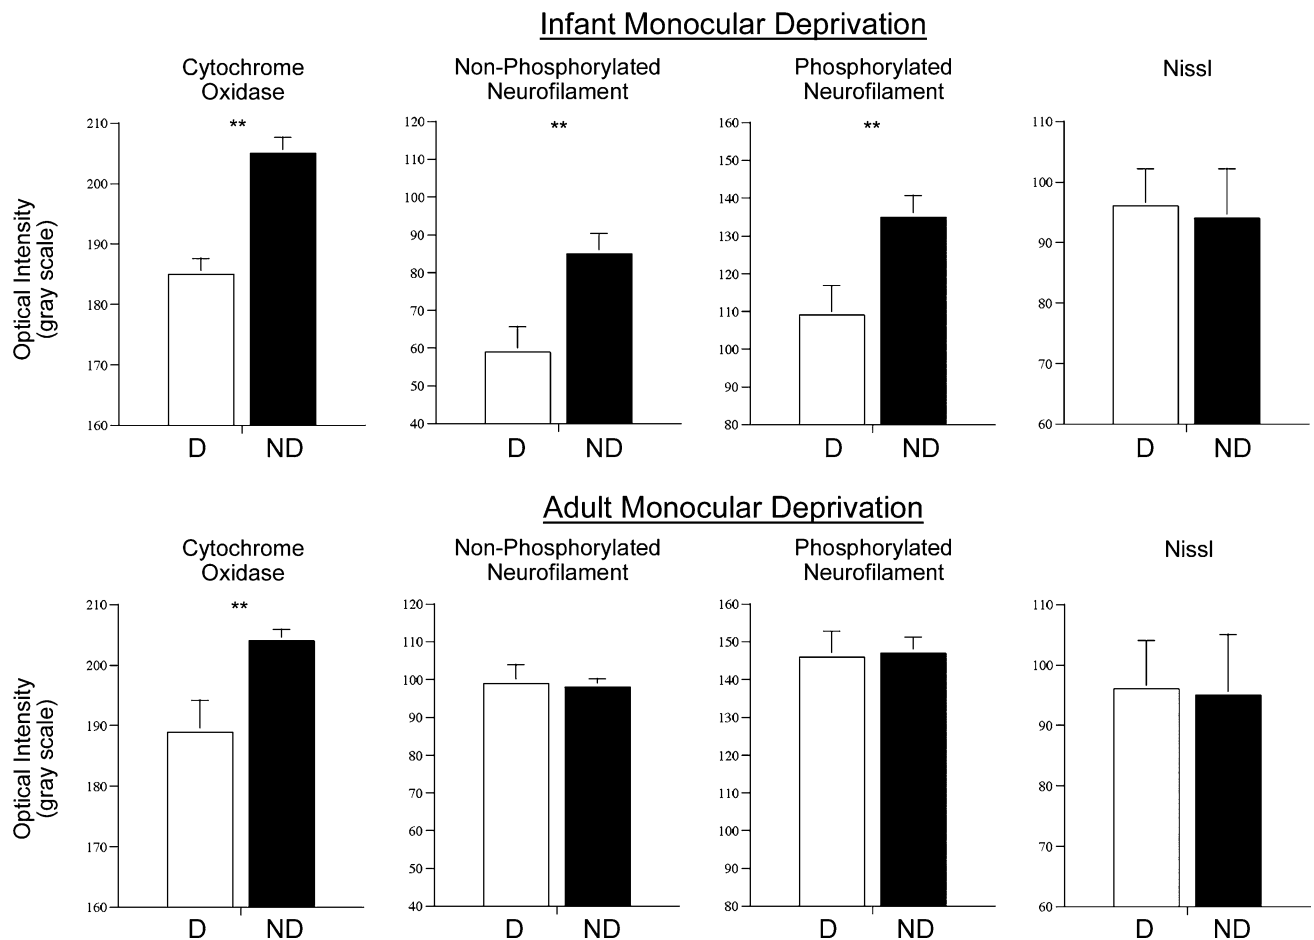 Infant Monocular Deprivation
Cytochrome
Oxidase
Non-Phosphorylated
Neurofilament
Phosphorylated
Neurofilament
Nissl
Optical Intensity
(gray scale)
210
200
190
180
170
160
**
D
ND
120
110
100
90
80
70
60
50
40
**
D
ND
160
150
140
130
120
110
100
90
80
**
D
ND
110
100
90
80
70
60
D
ND
Adult Monocular Deprivation
Cytochrome
Oxidase
Non-Phosphorylated
Neurofilament
Phosphorylated
Neurofilament
Nissl
Optical Intensity
(gray scale)
210
200
190
180
170
160
**
D
ND
120
110
100
90
80
70
60
50
40
D
ND
160
150
140
130
120
110
100
90
80
D
ND
110
100
90
80
70
60
D
ND